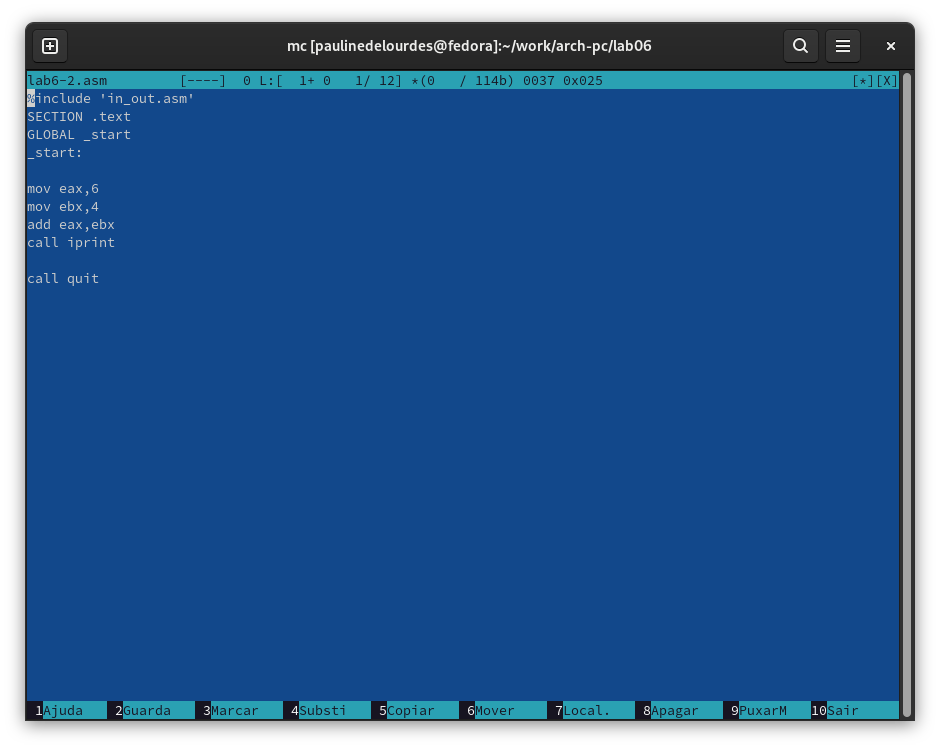 mc [paulinedelourdes@fedora]:~/work/arch-pc/lab06
lab6-2.asm [----] 0 L:[ 1+ 0 1/ 12] *(0 / 114b) 0037 0x025 [*][X]
%include 'in_out.asm'
SECTION .text
GLOBAL _start
_start:
mov eax,6
mov ebx,4
add eax,ebx
call iprint
call quit
1Ajuda 2Guarda 3Marcar 4Substi 5Copiar 6Mover 7Local. 8Apagar 9PuxarM 10Sair